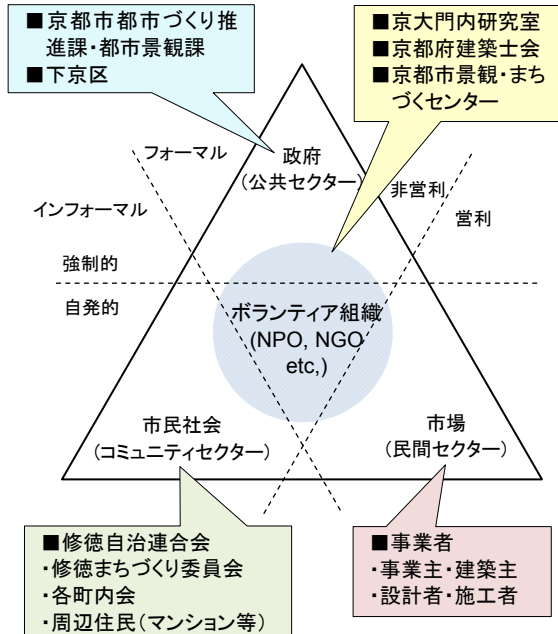 ■京都市都市づくり推
進課・都市景観課
■下京区
■京大門内研究室
■京都府建築士会
■京都市景観・まち
づくセンター
フォーマル
インフォーマル
政府
(公共セクター)
非営利
営利
強制的
自発的
ボランティア組織
(NPO, NGO
etc,)
市民社会
(コミュニティセクター)
市場
(民間セクター)
■修徳自治連合会
・修徳まちづくり委員会
・各町内会
・周辺住民(マンション等)
■事業者
・事業主・建築主
・設計者・施工者